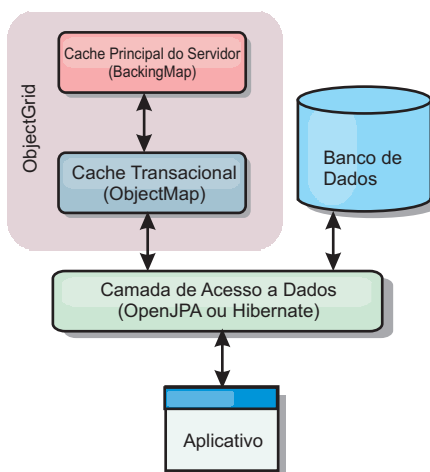 ObjectGrid
Cache Principal do Servidor
(BackingMap)
Cache Transacional
(ObjectMap)
Banco de
Dados
Camada de Acesso a Dados
(OpenJPA ou Hibernate)
Aplicativo